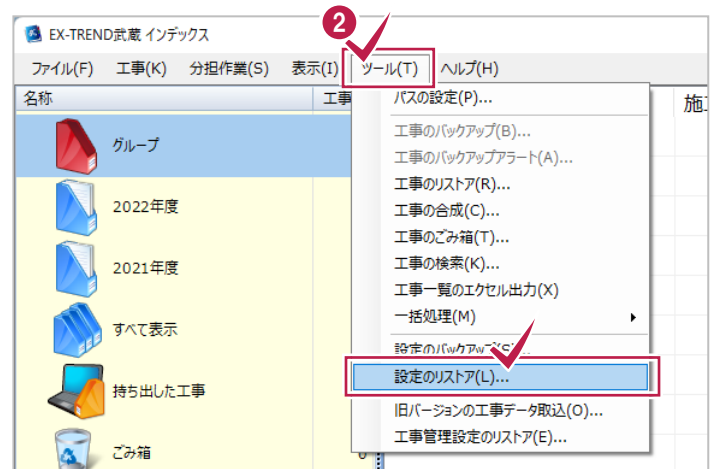 2
EX-TREND武蔵 インデックス
ファイル(F) 工事(K) 分担作業(S) 表示(I) ツール(T) ヘルプ(H)
名称 工事
パスの設定(P)...
工事のバックアップ(B)...
工事のバックアップアラート(A)...
工事のリストア(R)...
工事の合成(C)...
工事のごみ箱(T)...
工事の検索(K)...
工事一覧のエクセル出力(X)
一括処理(M)
設定のバックアップ(S)...
設定のリストア(L)...
旧バージョンの工事データ取込(O)...
工事管理設定のリストア(E)...
グループ
2022年度
2021年度
すべて表示
持ち出した工事
ごみ箱 0